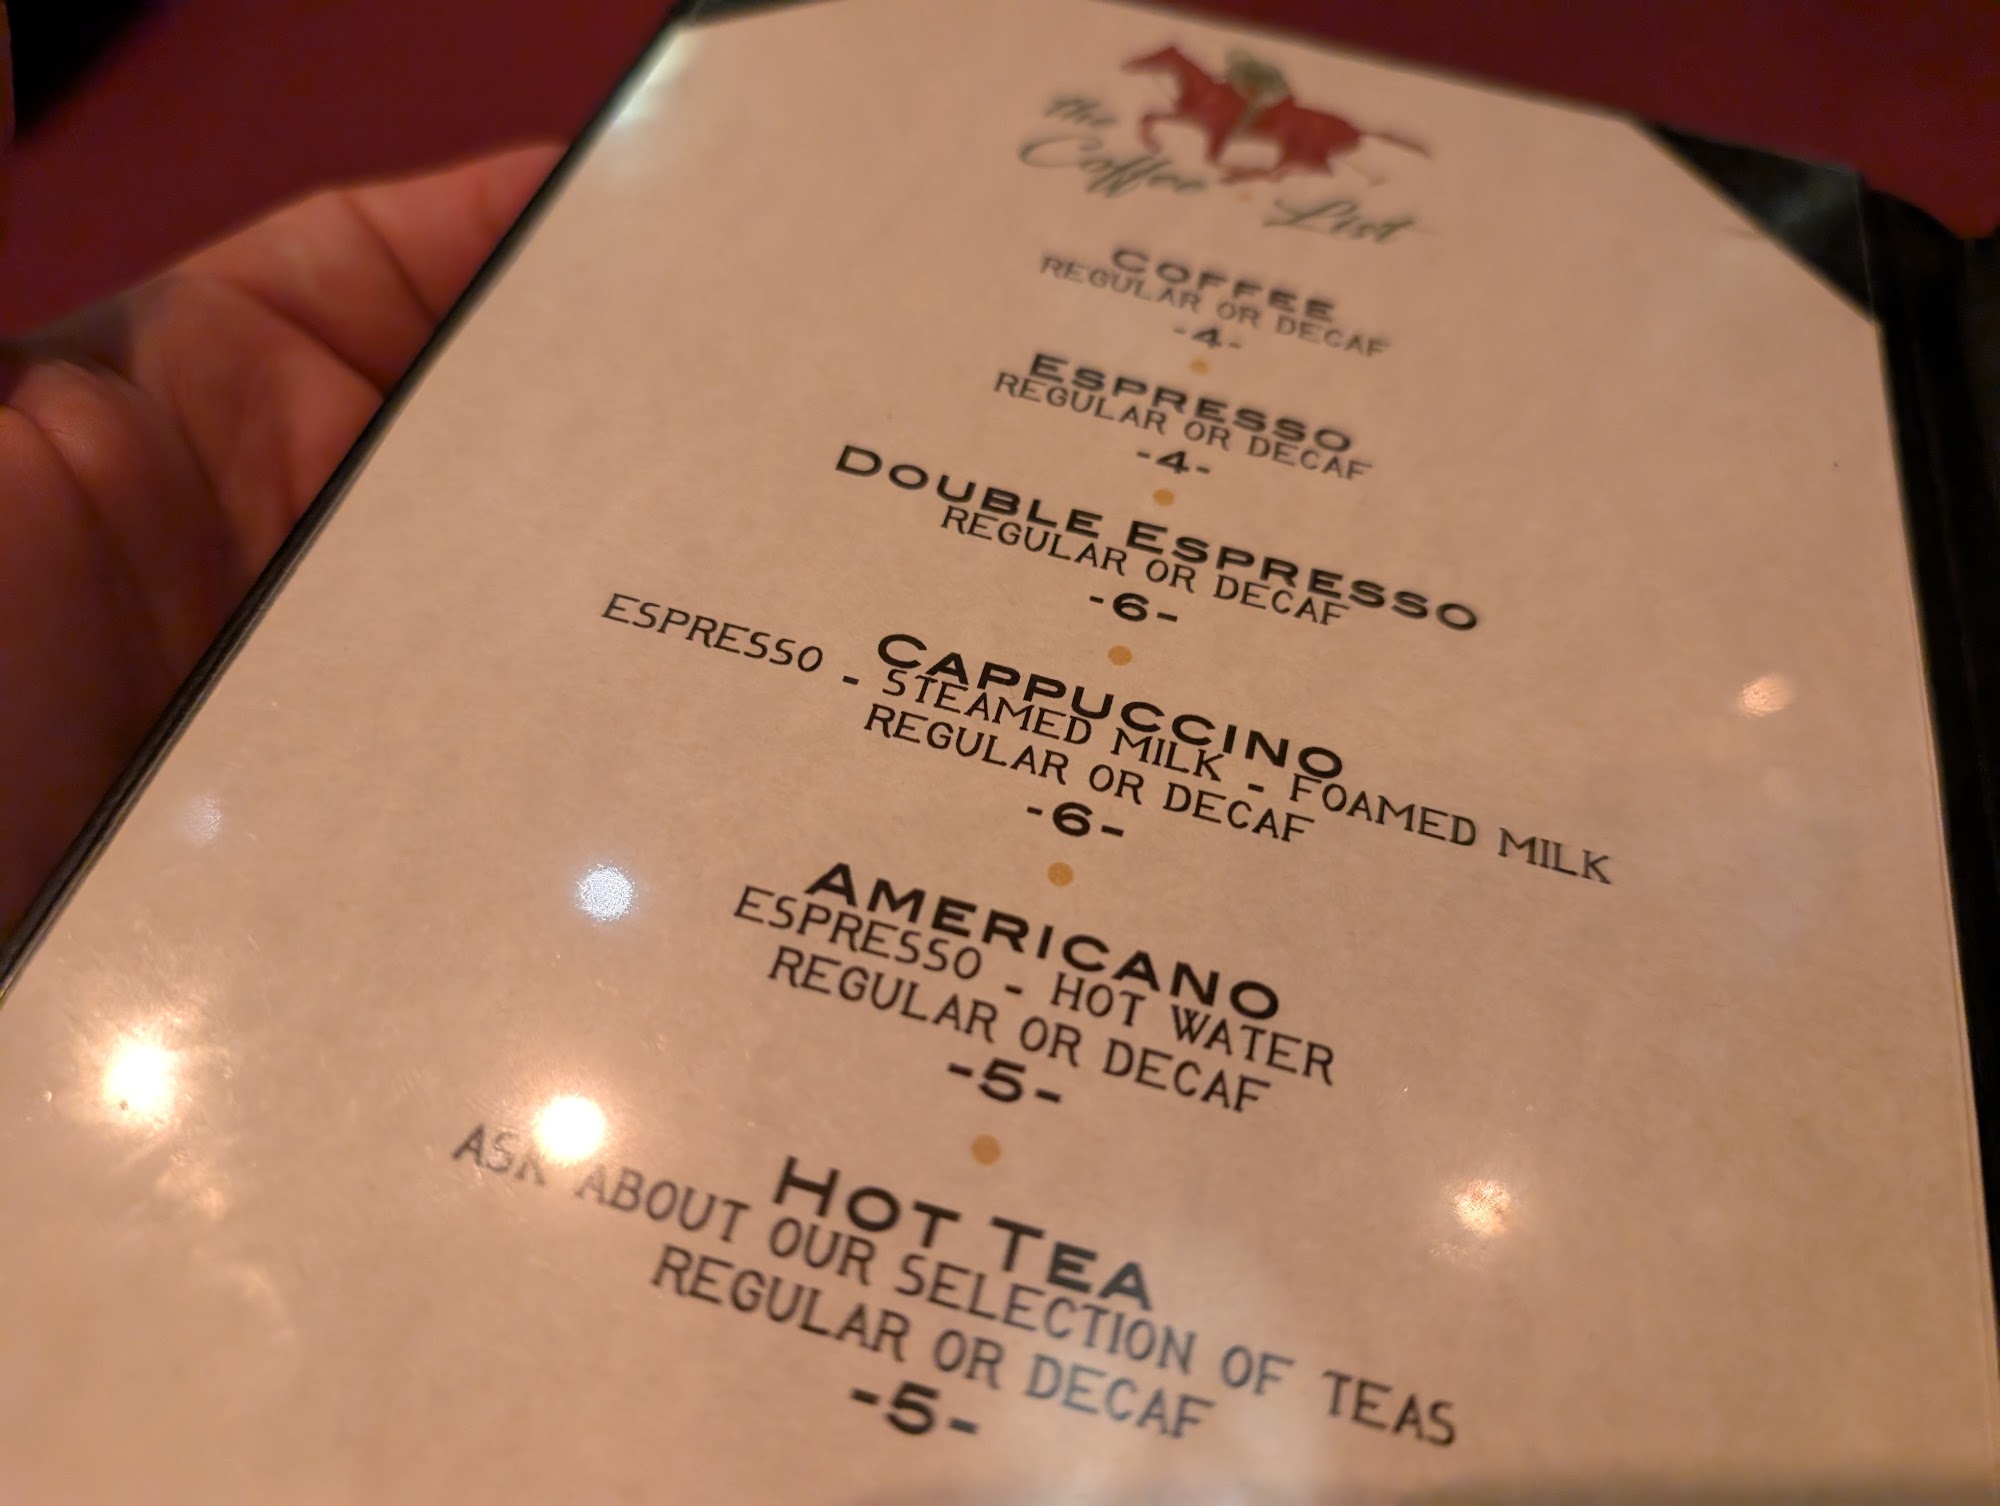 the
Coffee List
COFFEE
REGULAR OR DECAF
-4-
ESPRESSO
REGULAR OR DECAF
-4-
DOUBLE ESPRESSO
REGULAR OR DECAF
-6-
CAPPUCCINO
ESPRESSO - STEAMED MILK - FOAMED MILK
REGULAR OR DECAF
-6-
AMERICANO
ESPRESSO - HOT WATER
REGULAR OR DECAF
-5-
HOT TEA
ASK ABOUT OUR SELECTION OF TEAS
REGULAR OR DECAF
-5-